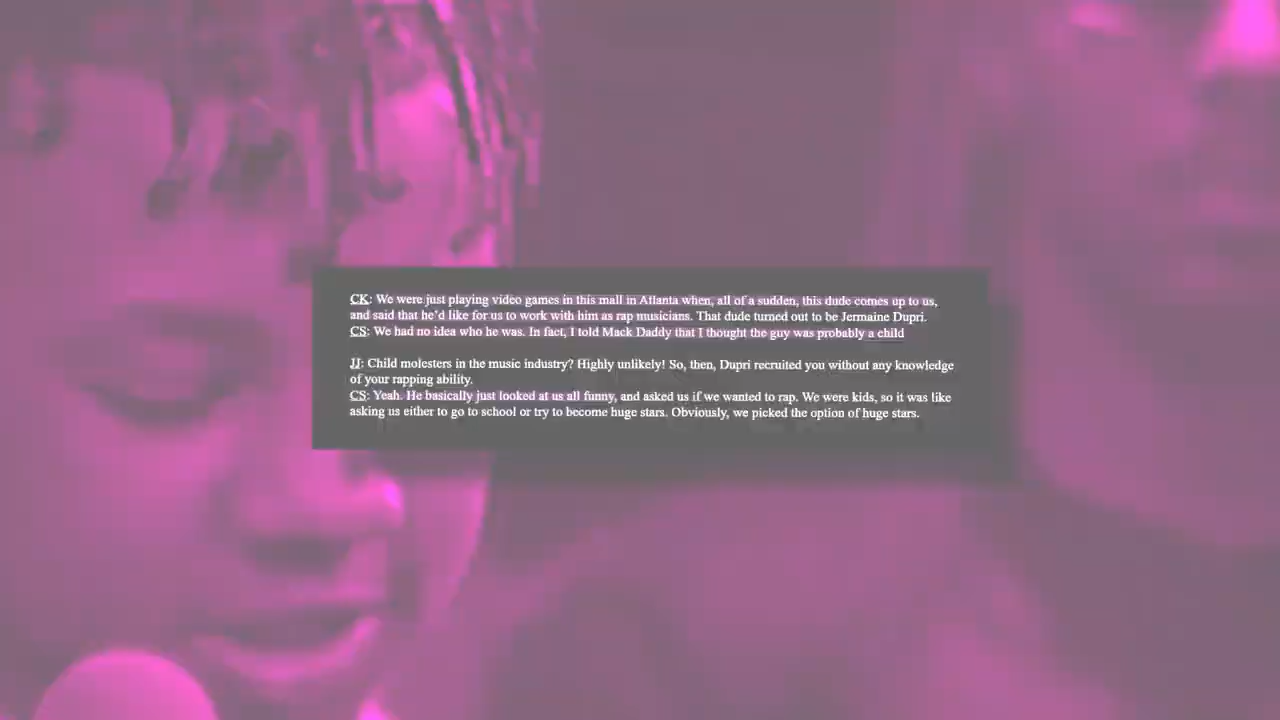 CK: We were just playing video games in this mall in Atlanta when, all of a sudden, this dude comes up to us,
and said that he'd like for us to work with him as rap musicians. That dude turned out to be Jermaine Dupri.
CS: We had no idea who he was. In fact, I told Mack Daddy that I thought the guy was probably a child
JJ: Child molesters in the music industry? Highly unlikely! So, then, Dupri recruited you without any knowledge
of your rapping ability.
CS: Yeah. He basically just looked at us all funny, and asked us if we wanted to rap. We were kids, so it was like
asking us either to go to school or try to become huge stars. Obviously, we picked the option of huge stars.